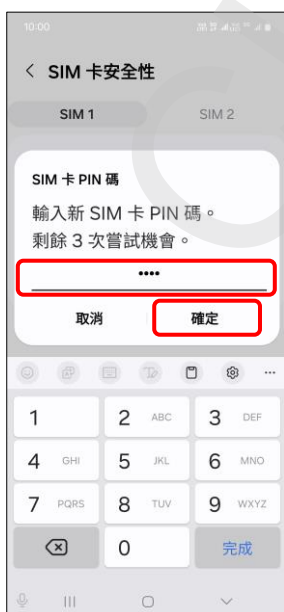 10:00
SIM 卡安全性
SIM 1 SIM 2
SIM 卡 PIN 碼
輸入新 SIM 卡 PIN 碼。
剩餘 3 次嘗試機會。
••••
取消 確定
1 2 ABC 3 DEF
4 GHI 5 JKL 6 MNO
7 PQRS 8 TUV 9 WXYZ
0 完成